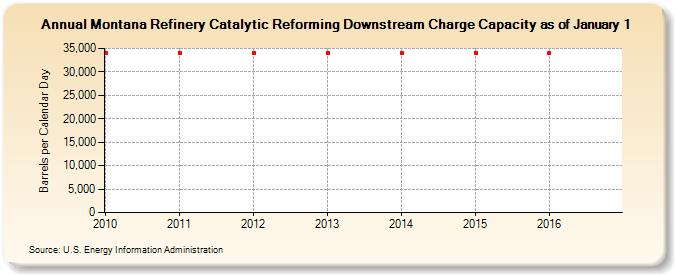 Annual Montana Refinery Catalytic Reforming Downstream Charge Capacity as of January 1
Barrels per Calendar Day
35,000
30,000
25,000
20,000
15,000
10,000
5,000
0
2010 2011 2012 2013 2014 2015 2016
Source: U.S. Energy Information Administration